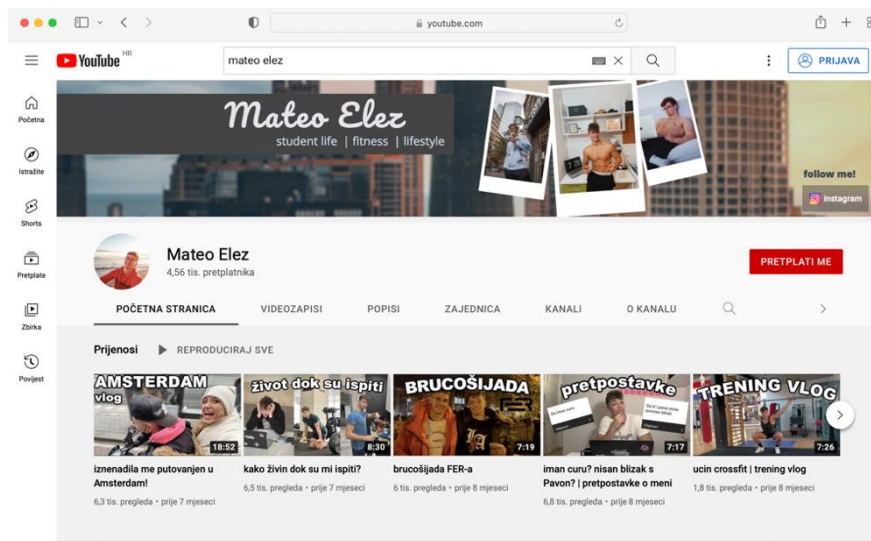 youtube.com
YouTube HR
mateo elez
PRIJAVA
Početna
Istražite
Shorts
Pretplate
Zbirka
Povijest
Mateo Elez
student life | fitness | lifestyle
follow me!
instagram
Mateo Elez
4,56 tis. pretplatnika
PRETPLATI ME
POČETNA STRANICA
VIDEOZAPISI
POPISI
ZAJEDNICA
KANALI
O KANALU
Prijenosi
REPRODUCIRAJ SVE
AMSTERDAM
vlog
18:52
iznenadila me putovanjen u
Amsterdam!
6,3 tis. pregleda • prije 7 mjeseci
život dok su ispiti
8:30
kako živin dok su mi ispiti?
6,5 tis. pregleda • prije 7 mjeseci
BRUCOŠIJADA
FER
7:19
brucošijada FER-a
6 tis. pregleda • prije 8 mjeseci
pretpostavke
7:17
iman curu? nisan blizak s
Pavon? | pretpostavke o meni
6,8 tis. pregleda • prije 8 mjeseci
TRENING VLOG
7:26
ucin crossfit | trening vlog
1,8 tis. pregleda • prije 8 mjeseci